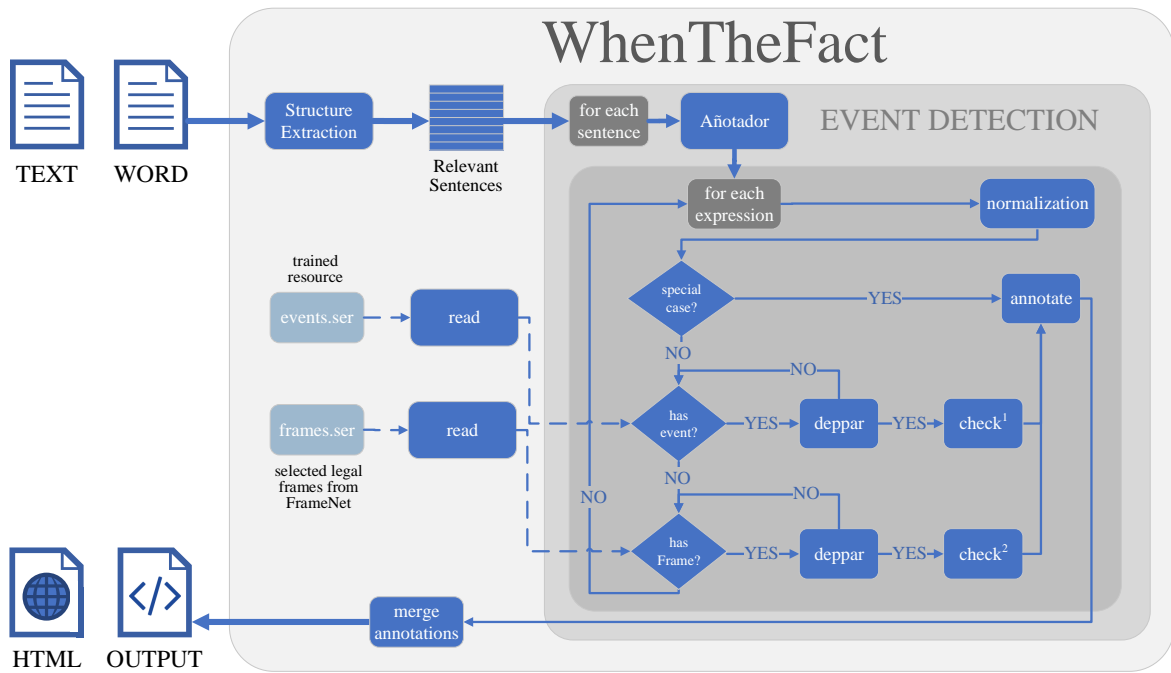 WhenTheFact
TEXT
WORD
Structure
Extraction
Relevant
Sentences
for each
sentence
Añotador
EVENT DETECTION
for each
expression
normalization
special
case?
YES
annotate
NO
trained
resource
events.ser
read
has
event?
YES
deppar
NO
YES
check1
NO
frames.ser
read
selected legal
frames from
FrameNet
has
Frame?
YES
deppar
NO
YES
check2
NO
merge
annotations
</>
HTML
OUTPUT